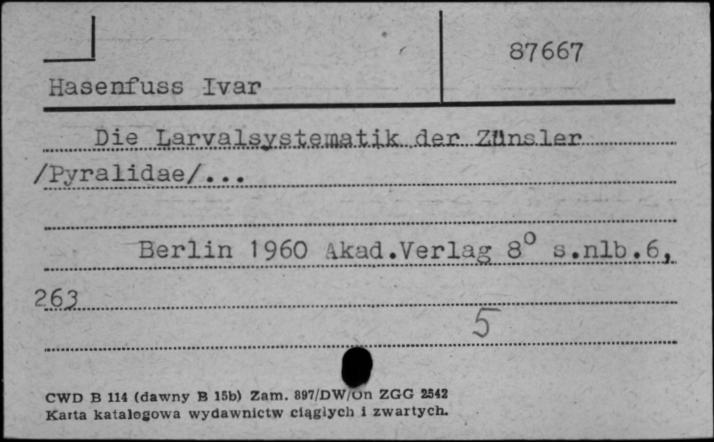 87667
Hasenfuss Ivar
Die Larvalsystematik der Zünsler
/Pyralidae/...
Berlin 1960 Akad.Verlag 8° s.nlb.6,
263
5
CWD B 114 (dawny B 15b) Zam. 897/DW/On ZGG 2542
Karta katalogowa wydawnictw ciągłych i zwartych.